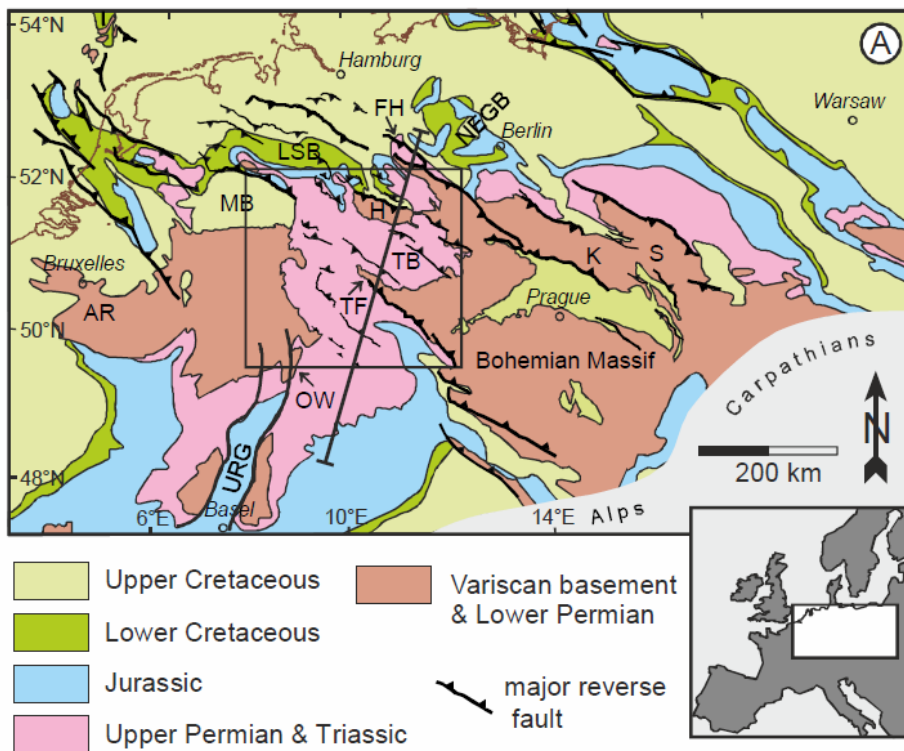 54°N
A
Hamburg
Warsaw
FH
NEGB
Berlin
LSB
52°N
MB
H
Bruxelles
TB
K
S
Prague
AR
TF
50°N
Bohemian Massif
Carpathians
OW
N
URG
200 km
48°N
Basel
6°E
10°E
14°E
Alps
Upper Cretaceous
Lower Cretaceous
Jurassic
Upper Permian & Triassic
Variscan basement
& Lower Permian
major reverse
fault